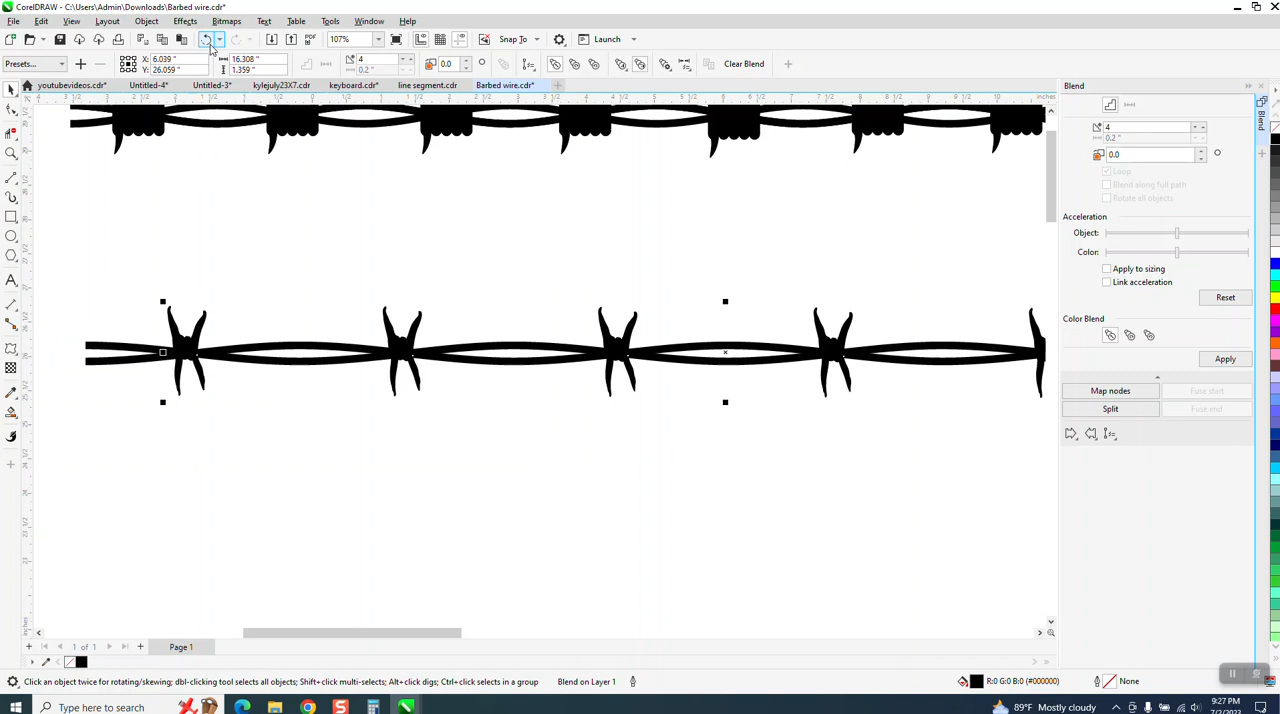 CorelDRAW - C:\Users\Admin\Downloads\Barbed wire.cdr*
File Edit View Layout Object Effects Bitmaps Text Table Tools Window Help
107% Snap To Launch
Presets... X: 6.039 " 16.308 " 4 0.0 Clear Blend
Y: 26.059 " 1.359 " 0.2 "
youtubevideos.cdr* Untitled-4* Untitled-3* kylejuly23X7.cdr keyboard.cdr* line segment.cdr Barbed wire.cdr*
inches
Blend
4
0.2 "
0.0
Loop
Blend along full path
Rotate all objects
Acceleration
Object:
Color:
Apply to sizing
Link acceleration
Reset
Color Blend
Apply
Map nodes Fuse start
Split Fuse end
Blend
inches
1 of 1 Page 1
Click an object twice for rotating/skewing; dbl-clicking tool selects all objects; Shift+click multi-selects; Alt+click digs; Ctrl+click selects in a group Blend on Layer 1 R:0 G:0 B:0 (#000000) None
Type here to search 89°F Mostly cloudy 9:27 PM
7/2/2023